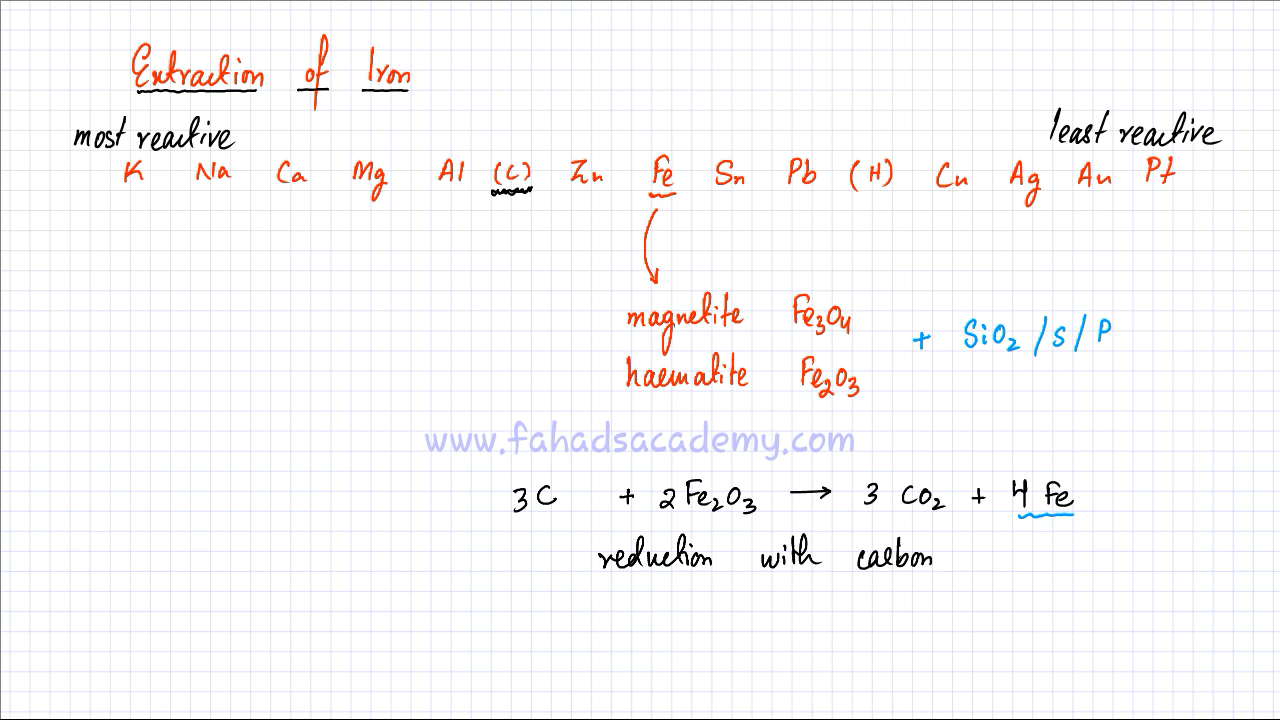 Extraction of Iron
most reactive least reactive
K Na Ca Mg Al (C) Zn Fe Sn Pb (H) Cu Ag Au Pt
magnetite Fe₃O₄
+ SiO₂ / S / P
haematite Fe₂O₃
www.fahadsacademy.com
3C + 2Fe₂O₃ → 3 CO₂ + 4 Fe
reduction with carbon